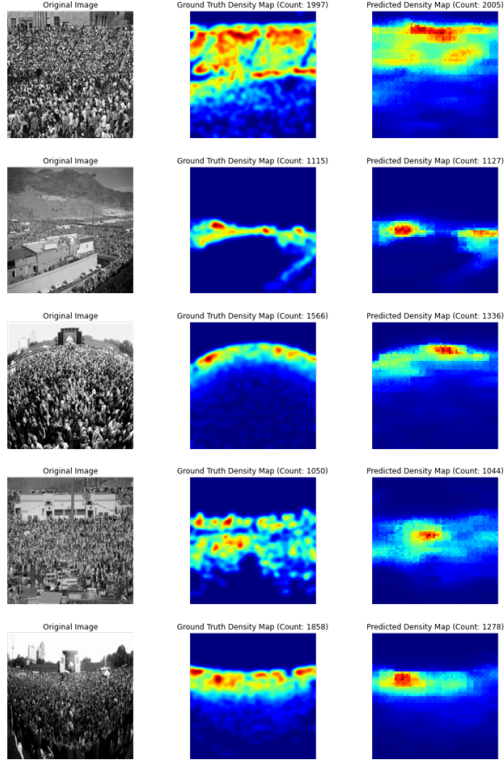 Original Image
Ground Truth Density Map (Count: 1997)
Predicted Density Map (Count: 2005)
Original Image
Ground Truth Density Map (Count: 1115)
Predicted Density Map (Count: 1127)
Original Image
Ground Truth Density Map (Count: 1566)
Predicted Density Map (Count: 1336)
Original Image
Ground Truth Density Map (Count: 1050)
Predicted Density Map (Count: 1044)
Original Image
Ground Truth Density Map (Count: 1858)
Predicted Density Map (Count: 1278)